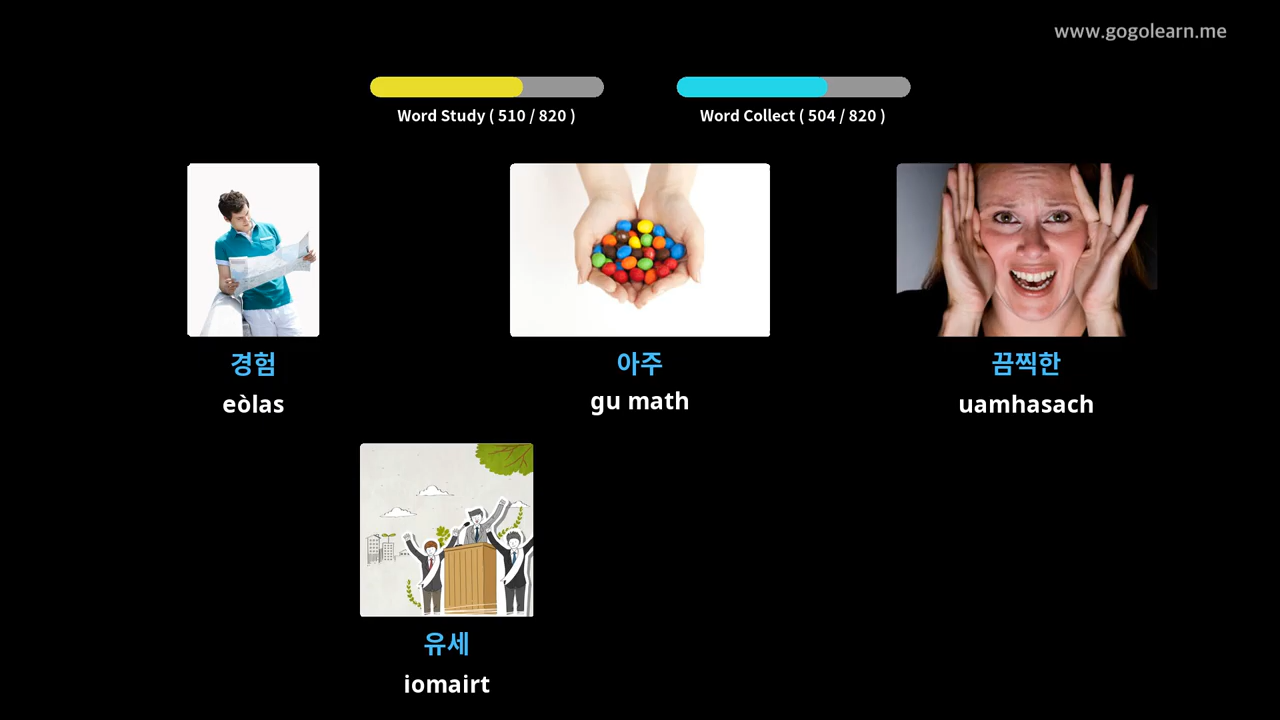 www.gogolearn.me
Word Study ( 510 / 820 )
Word Collect ( 504 / 820 )
경험
eòlas
아주
gu math
끔찍한
uamhasach
유세
iomairt